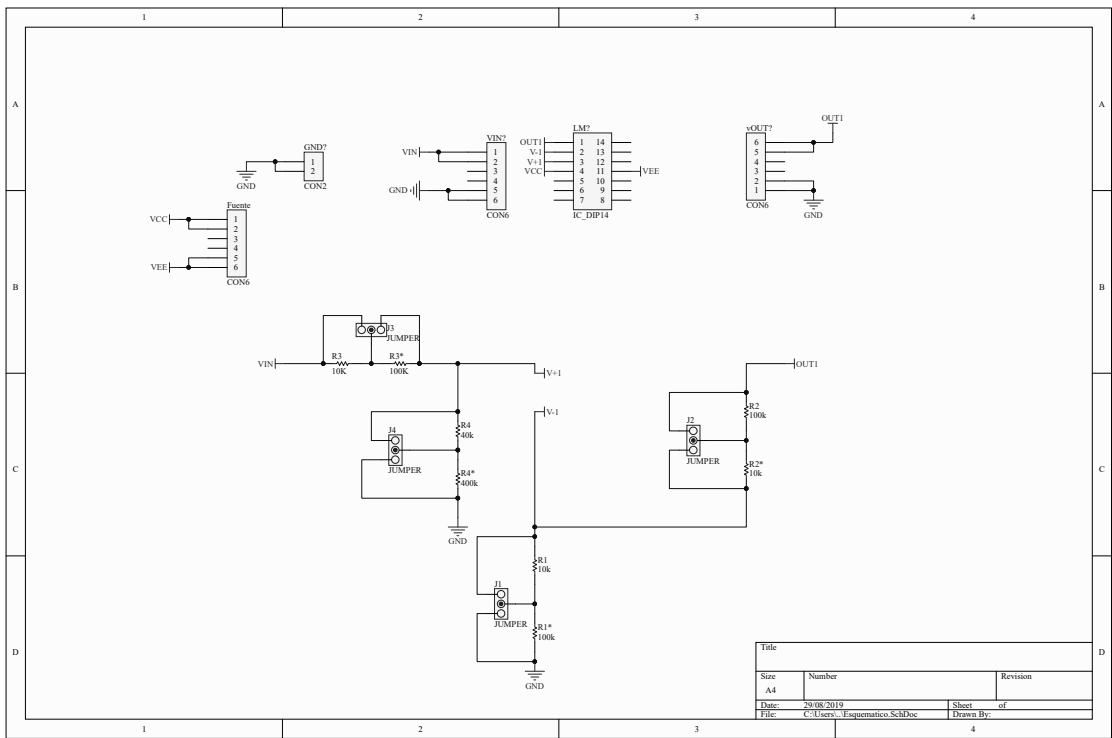 1 2 3 4
A A
B B
C C
D D
1 2 3 4
GND?
1
2
CON2
GND
VIN?
VIN
1
2
3
4
GND 5
6
CON6
LM?
OUT1 1 14
V-1 2 13
V+1 3 12
VCC 4 11 VEE
5 10
6 9
7 8
IC_DIP14
vOUT?
OUT1
6
5
4
3
2
1
CON6
GND
Fuente
VCC 1
2
3
4
5
VEE 6
CON6
J3
JUMPER
VIN
R3
10K
R3*
100K
V+1
V-1
J4
JUMPER
R4
40k
R4*
400k
GND
OUT1
J2
JUMPER
R2
100k
R2*
10k
J1
JUMPER
R1
10k
R1*
100k
GND
Title
Size Number Revision
A4
Date: 29/08/2019 Sheet of
File: C:\Users\..\Esquematico.SchDoc Drawn By: